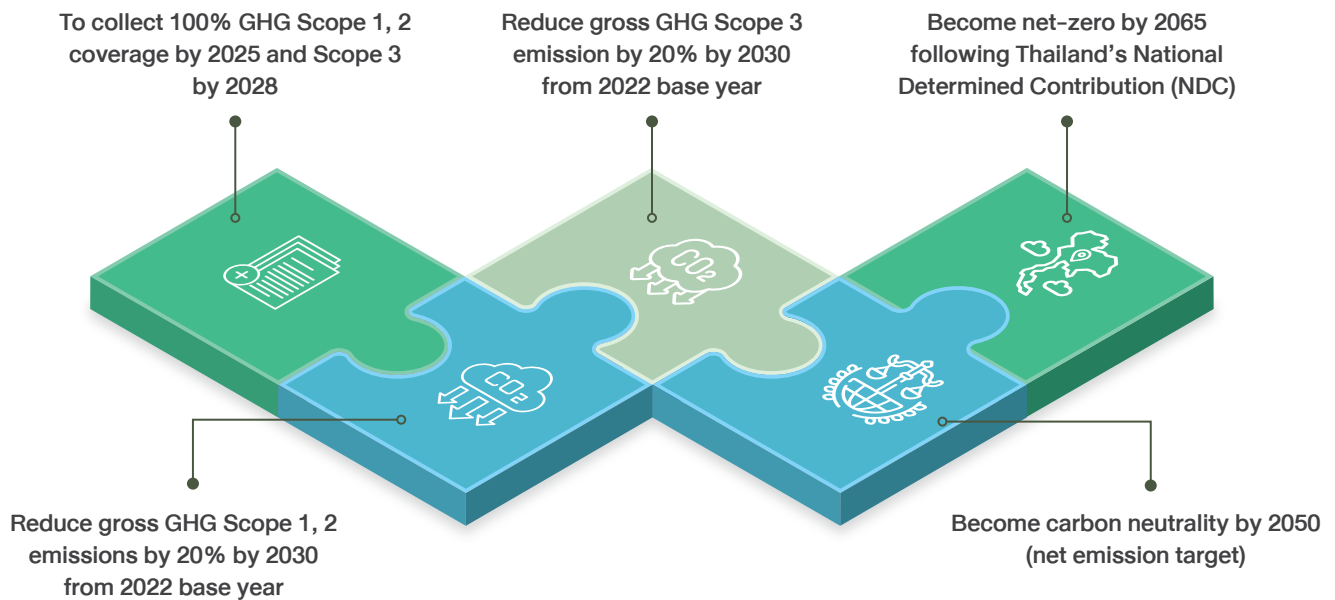 To collect 100% GHG Scope 1, 2
coverage by 2025 and Scope 3
by 2028
Reduce gross GHG Scope 3
emission by 20% by 2030
from 2022 base year
Become net-zero by 2065
following Thailand's National
Determined Contribution (NDC)
CO2
CO2
Reduce gross GHG Scope 1, 2
emissions by 20% by 2030
from 2022 base year
Become carbon neutrality by 2050
(net emission target)